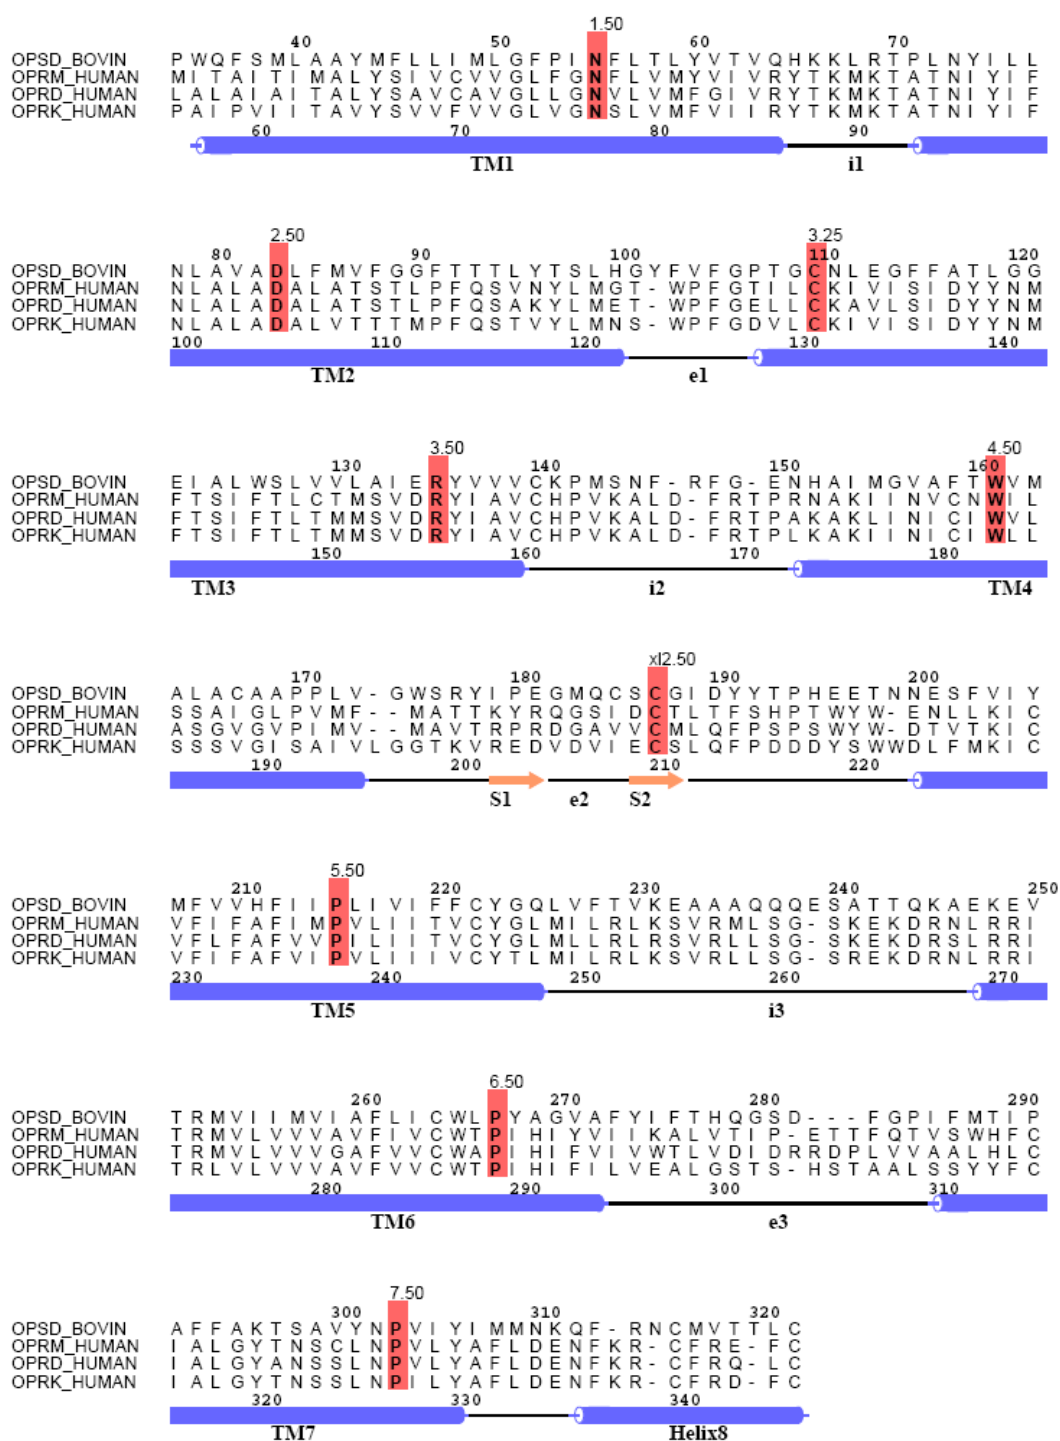 1.50
40 50 60 70
OPSD_BOVIN P W Q F S M L A A Y M F L L I M L G F P I N F L T L Y V T V Q H K K L R T P L N Y I L L
OPRM_HUMAN M I T A I T I M A L Y S I V C V V G L F G N F L V M Y V I V R Y T K M K T A T N I Y I F
OPRD_HUMAN L A L A I A I T A L Y S A V C A V G L L G N V L V M F G I V R Y T K M K T A T N I Y I F
OPRK_HUMAN P A I P V I I T A V Y S V V F V V G L V G N S L V M F V I I R Y T K M K T A T N I Y I F
60 70 80 90
TM1 i1
2.50 3.25
80 90 100 110 120
OPSD_BOVIN N L A V A D L F M V F G G F T T T L Y T S L H G Y F V F G P T G C N L E G F F A T L G G
OPRM_HUMAN N L A L A D A L A T S T L P F Q S V N Y L M G T - W P F G T I L C K I V I S I D Y Y N M
OPRD_HUMAN N L A L A D A L A T S T L P F Q S A K Y L M E T - W P F G E L L C K A V L S I D Y Y N M
OPRK_HUMAN N L A L A D A L V T T T M P F Q S T V Y L M N S - W P F G D V L C K I V I S I D Y Y N M
100 110 120 130 140
TM2 e1
3.50 4.50
130 140 150 160
OPSD_BOVIN E I A L W S L V V L A I E R Y V V V C K P M S N F - R F G - E N H A I M G V A F T W V M
OPRM_HUMAN F T S I F T L C T M S V D R Y I A V C H P V K A L D - F R T P R N A K I I N V C N W I L
OPRD_HUMAN F T S I F T L T M M S V D R Y I A V C H P V K A L D - F R T P A K A K L I N I C I W V L
OPRK_HUMAN F T S I F T L T M M S V D R Y I A V C H P V K A L D - F R T P L K A K I I N I C I W L L
150 160 170 180
TM3 i2 TM4
xl2.50
170 180 190 200
OPSD_BOVIN A L A C A A P P L V - G W S R Y I P E G M Q C S C G I D Y Y T P H E E T N N E S F V I Y
OPRM_HUMAN S S A I G L P V M F - - M A T T K Y R Q G S I D C T L T F S H P T W Y W - E N L L K I C
OPRD_HUMAN A S G V G V P I M V - - M A V T R P R D G A V V C M L Q F P S P S W Y W - D T V T K I C
OPRK_HUMAN S S S V G I S A I V L G G T K V R E D V D V I E C S L Q F P D D D Y S W W D L F M K I C
190 200 210 220
S1 e2 S2
5.50
210 220 230 240 250
OPSD_BOVIN M F V V H F I I P L I V I F F C Y G Q L V F T V K E A A A Q Q Q E S A T T Q K A E K E V
OPRM_HUMAN V F I F A F I M P V L I I T V C Y G L M I L R L K S V R M L S G - S K E K D R N L R R I
OPRD_HUMAN V F L F A F V V P I L I I T V C Y G L M L L R L R S V R L L S G - S K E K D R S L R R I
OPRK_HUMAN V F I F A F V I P V L I I I V C Y T L M I L R L K S V R L L S G - S R E K D R N L R R I
230 240 250 260 270
TM5 i3
6.50
260 270 280 290
OPSD_BOVIN T R M V I I M V I A F L I C W L P Y A G V A F Y I F T H Q G S D - - - F G P I F M T I P
OPRM_HUMAN T R M V L V V V A V F I V C W T P I H I Y V I I K A L V T I P - E T T F Q T V S W H F C
OPRD_HUMAN T R M V L V V V G A F V V C W A P I H I F V I V W T L V D I D R R D P L V V A A L H L C
OPRK_HUMAN T R L V L V V V A V F V V C W T P I H I F I L V E A L G S T S - H S T A A L S S Y Y F C
280 290 300 310
TM6 e3
7.50
300 310 320
OPSD_BOVIN A F F A K T S A V Y N P V I Y I M M N K Q F - R N C M V T T L C
OPRM_HUMAN I A L G Y T N S C L N P V L Y A F L D E N F K R - C F R E - F C
OPRD_HUMAN I A L G Y A N S S L N P V L Y A F L D E N F K R - C F R Q - L C
OPRK_HUMAN I A L G Y T N S S L N P I L Y A F L D E N F K R - C F R D - F C
320 330 340
TM7 Helix8